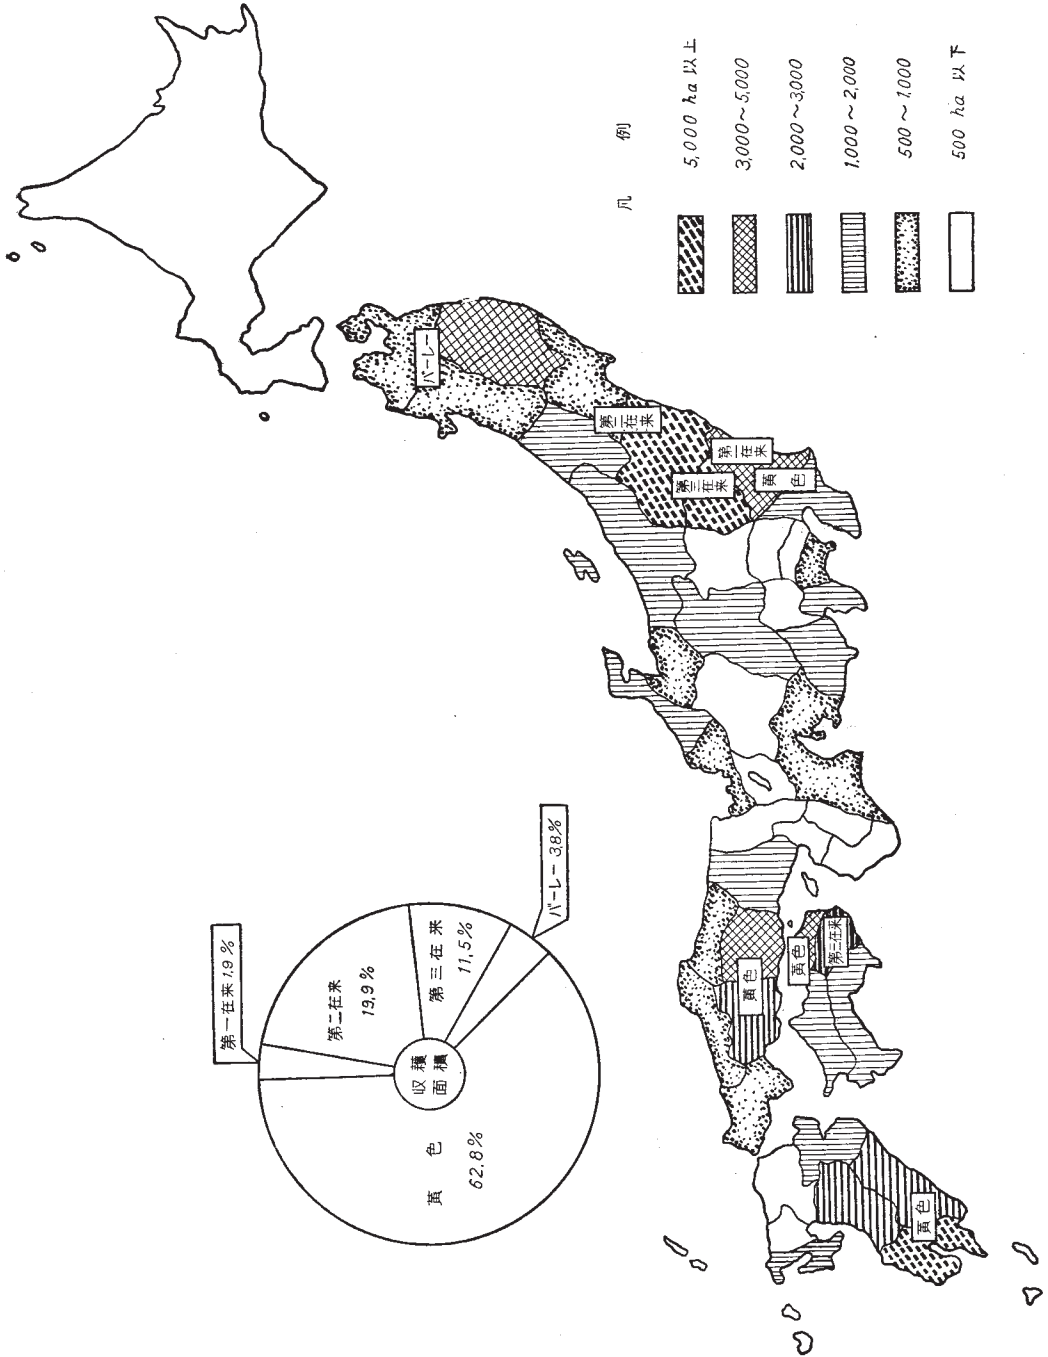 凡 例
5,000 ha 以上
3,000～5,000
2,000～3,000
1,000～2,000
500～1,000
500 ha 以下
バーレー
第二在来
第三在来
第一在来
黄色
黄色
黄色
第三在来
黄色
第一在来 1.9%
第二在来
19.9%
第三在来
11.5%
バーレー 3.8%
黄色
62.8%
収穫
面積